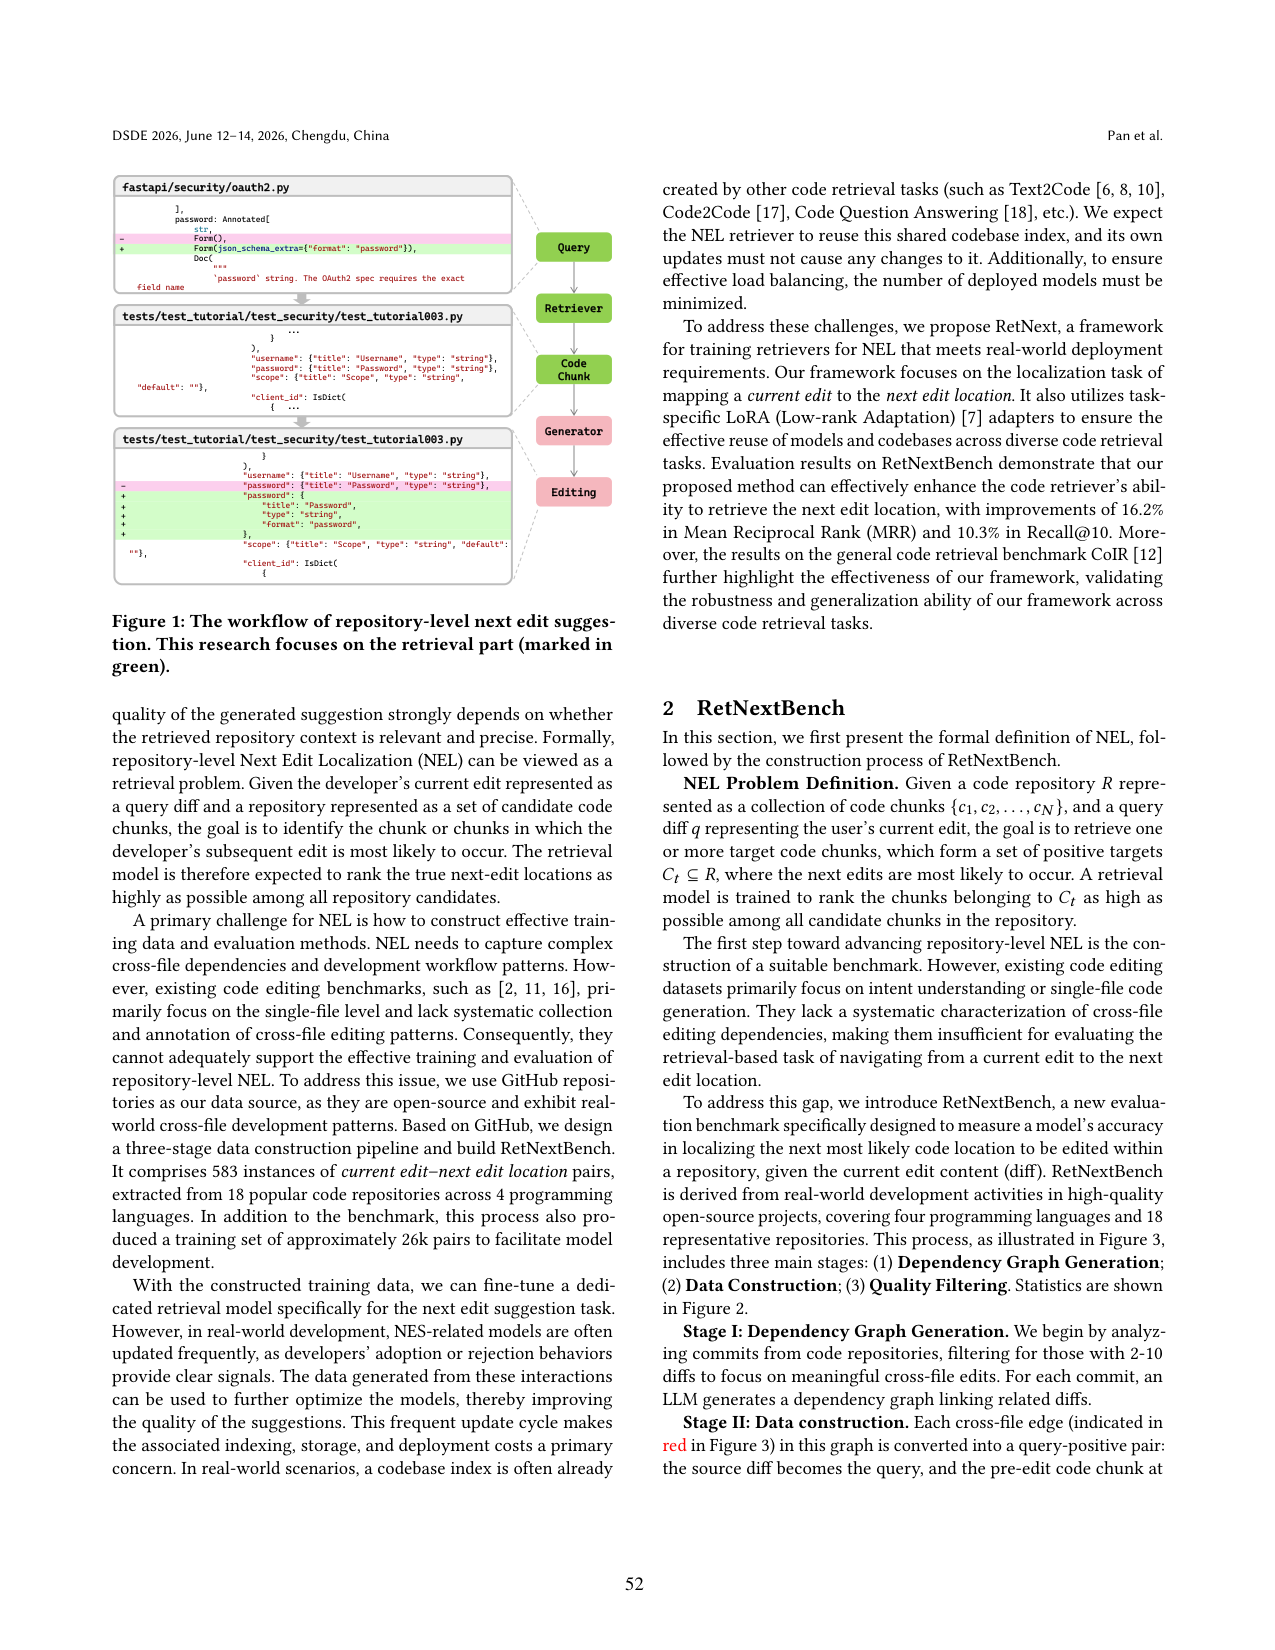 DSDE 2026, June 12–14, 2026, Chengdu, China
Pan et al.
fastapi/security/oauth2.py
],
password: Annotated[
str,
- Form(),
+ Form(json_schema_extra={"format": "password"}),
Doc(
"""
`password` string. The OAuth2 spec requires the exact
field name
tests/test_tutorial/test_security/test_tutorial003.py
...
}
),
"username": {"title": "Username", "type": "string"},
"password": {"title": "Password", "type": "string"},
"scope": {"title": "Scope", "type": "string",
"default": ""},
"client_id": IsDict(
{ ...
tests/test_tutorial/test_security/test_tutorial003.py
}
),
"username": {"title": "Username", "type": "string"},
- "password": {"title": "Password", "type": "string"},
+ "password": {
+ "title": "Password",
+ "type": "string",
+ "format": "password",
+ },
"scope": {"title": "Scope", "type": "string", "default":
""},
"client_id": IsDict(
{
Query
Retriever
Code
Chunk
Generator
Editing
Figure 1: The workflow of repository-level next edit sugges-
tion. This research focuses on the retrieval part (marked in
green).
quality of the generated suggestion strongly depends on whether
the retrieved repository context is relevant and precise. Formally,
repository-level Next Edit Localization (NEL) can be viewed as a
retrieval problem. Given the developer's current edit represented as
a query diff and a repository represented as a set of candidate code
chunks, the goal is to identify the chunk or chunks in which the
developer's subsequent edit is most likely to occur. The retrieval
model is therefore expected to rank the true next-edit locations as
highly as possible among all repository candidates.
A primary challenge for NEL is how to construct effective train-
ing data and evaluation methods. NEL needs to capture complex
cross-file dependencies and development workflow patterns. How-
ever, existing code editing benchmarks, such as [2, 11, 16], pri-
marily focus on the single-file level and lack systematic collection
and annotation of cross-file editing patterns. Consequently, they
cannot adequately support the effective training and evaluation of
repository-level NEL. To address this issue, we use GitHub reposi-
tories as our data source, as they are open-source and exhibit real-
world cross-file development patterns. Based on GitHub, we design
a three-stage data construction pipeline and build RetNextBench.
It comprises 583 instances of current edit–next edit location pairs,
extracted from 18 popular code repositories across 4 programming
languages. In addition to the benchmark, this process also pro-
duced a training set of approximately 26k pairs to facilitate model
development.
With the constructed training data, we can fine-tune a dedi-
cated retrieval model specifically for the next edit suggestion task.
However, in real-world development, NES-related models are often
updated frequently, as developers' adoption or rejection behaviors
provide clear signals. The data generated from these interactions
can be used to further optimize the models, thereby improving
the quality of the suggestions. This frequent update cycle makes
the associated indexing, storage, and deployment costs a primary
concern. In real-world scenarios, a codebase index is often already
created by other code retrieval tasks (such as Text2Code [6, 8, 10],
Code2Code [17], Code Question Answering [18], etc.). We expect
the NEL retriever to reuse this shared codebase index, and its own
updates must not cause any changes to it. Additionally, to ensure
effective load balancing, the number of deployed models must be
minimized.
To address these challenges, we propose RetNext, a framework
for training retrievers for NEL that meets real-world deployment
requirements. Our framework focuses on the localization task of
mapping a current edit to the next edit location. It also utilizes task-
specific LoRA (Low-rank Adaptation) [7] adapters to ensure the
effective reuse of models and codebases across diverse code retrieval
tasks. Evaluation results on RetNextBench demonstrate that our
proposed method can effectively enhance the code retriever's abil-
ity to retrieve the next edit location, with improvements of 16.2%
in Mean Reciprocal Rank (MRR) and 10.3% in Recall@10. More-
over, the results on the general code retrieval benchmark CoIR [12]
further highlight the effectiveness of our framework, validating
the robustness and generalization ability of our framework across
diverse code retrieval tasks.
2 RetNextBench
In this section, we first present the formal definition of NEL, fol-
lowed by the construction process of RetNextBench.
NEL Problem Definition. Given a code repository R repre-
sented as a collection of code chunks {c1, c2, . . . , cN}, and a query
diff q representing the user's current edit, the goal is to retrieve one
or more target code chunks, which form a set of positive targets
Ct ⊆ R, where the next edits are most likely to occur. A retrieval
model is trained to rank the chunks belonging to Ct as high as
possible among all candidate chunks in the repository.
The first step toward advancing repository-level NEL is the con-
struction of a suitable benchmark. However, existing code editing
datasets primarily focus on intent understanding or single-file code
generation. They lack a systematic characterization of cross-file
editing dependencies, making them insufficient for evaluating the
retrieval-based task of navigating from a current edit to the next
edit location.
To address this gap, we introduce RetNextBench, a new evalua-
tion benchmark specifically designed to measure a model's accuracy
in localizing the next most likely code location to be edited within
a repository, given the current edit content (diff). RetNextBench
is derived from real-world development activities in high-quality
open-source projects, covering four programming languages and 18
representative repositories. This process, as illustrated in Figure 3,
includes three main stages: (1) Dependency Graph Generation;
(2) Data Construction; (3) Quality Filtering. Statistics are shown
in Figure 2.
Stage I: Dependency Graph Generation. We begin by analyz-
ing commits from code repositories, filtering for those with 2-10
diffs to focus on meaningful cross-file edits. For each commit, an
LLM generates a dependency graph linking related diffs.
Stage II: Data construction. Each cross-file edge (indicated in
red in Figure 3) in this graph is converted into a query-positive pair:
the source diff becomes the query, and the pre-edit code chunk at
52